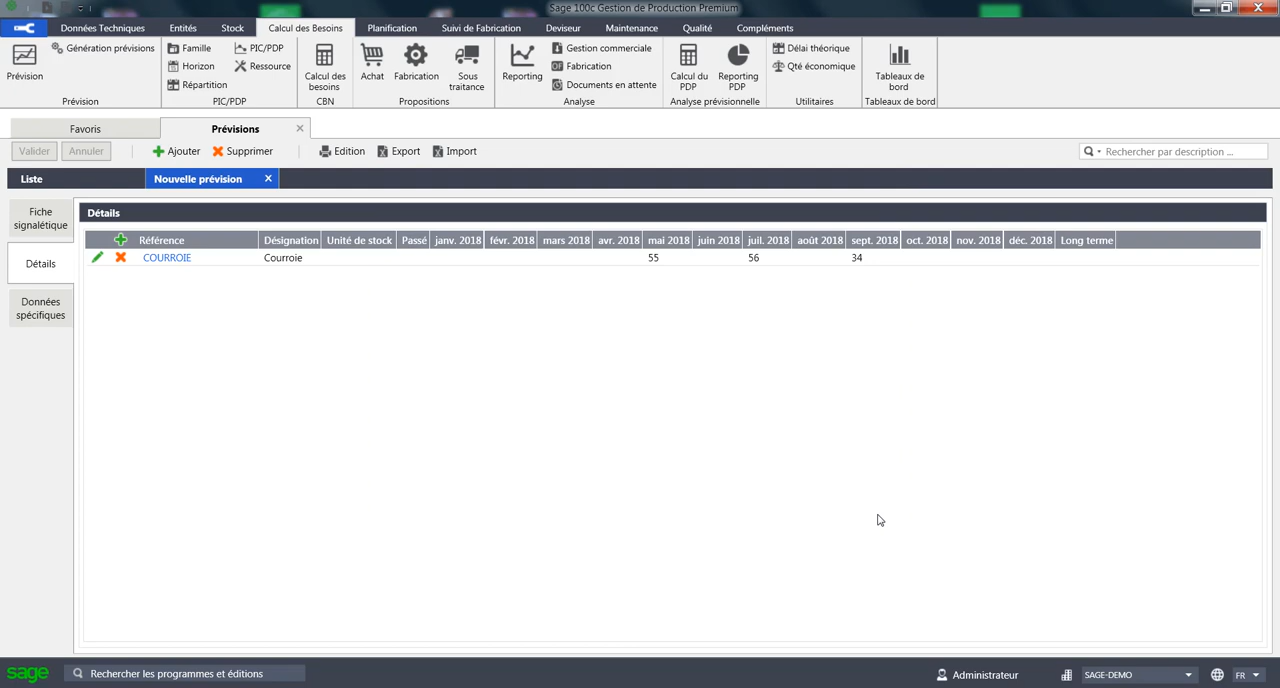 Sage 100c Gestion de Production Premium
Données Techniques Entités Stock Calcul des Besoins Planification Suivi de Fabrication Deviseur Maintenance Qualité Compléments
Prévision
Génération prévisions
Prévision
Famille
Horizon
Répartition
PIC/PDP
Ressource
PIC/PDP
Calcul des besoins
CBN
Achat
Fabrication
Sous traitance
Propositions
Reporting
Gestion commerciale
Fabrication
Documents en attente
Analyse
Calcul du PDP
Reporting PDP
Analyse prévisionnelle
Délai théorique
Qté économique
Utilitaires
Tableaux de bord
Tableaux de bord
Favoris Prévisions
Valider Annuler Ajouter Supprimer Edition Export Import Rechercher par description ...
Liste Nouvelle prévision
Fiche signalétique
Détails
Données spécifiques
Détails
Référence Désignation Unité de stock Passé janv. 2018 févr. 2018 mars 2018 avr. 2018 mai 2018 juin 2018 juil. 2018 août 2018 sept. 2018 oct. 2018 nov. 2018 déc. 2018 Long terme
COURROIE Courroie 55 56 34
sage Rechercher les programmes et éditions Administrateur SAGE-DEMO FR